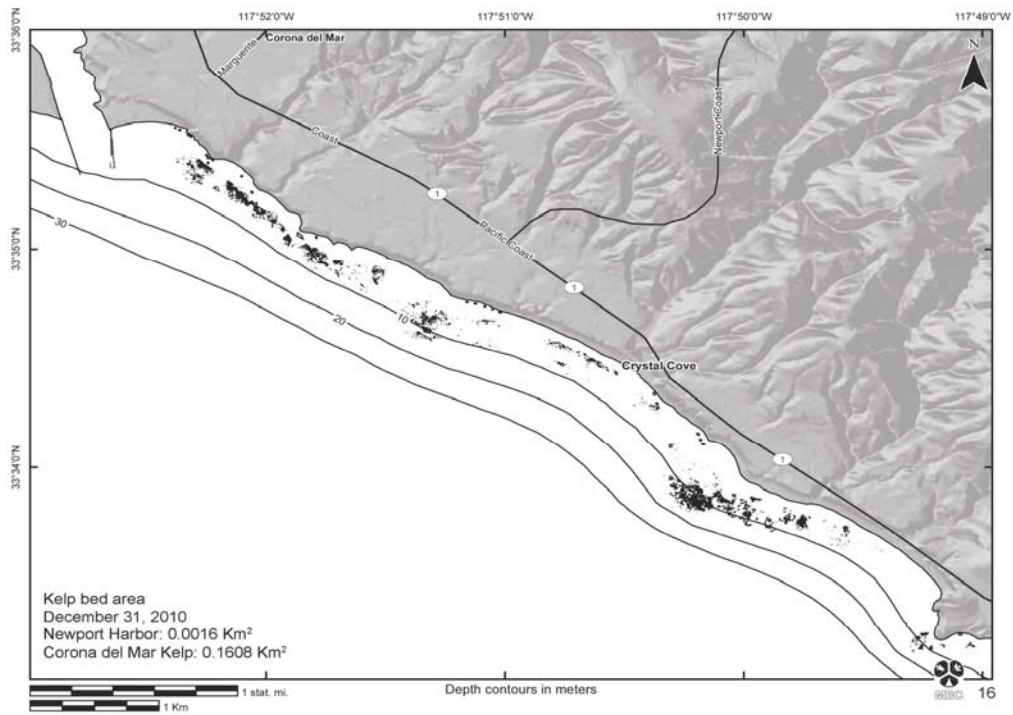 117°52'0"W
117°51'0"W
117°50'0"W
117°49'0"W
33°36'0"N
Corona del Mar
Marguerite
N
Coast
Newport Coast
1
Pacific Coast
33°35'0"N
30
1
20
10
Crystal Cove
33°34'0"N
1
Kelp bed area
December 31, 2010
Newport Harbor: 0.0016 Km²
Corona del Mar Kelp: 0.1608 Km²
1 stat. mi.
Depth contours in meters
MBC
16
1 Km